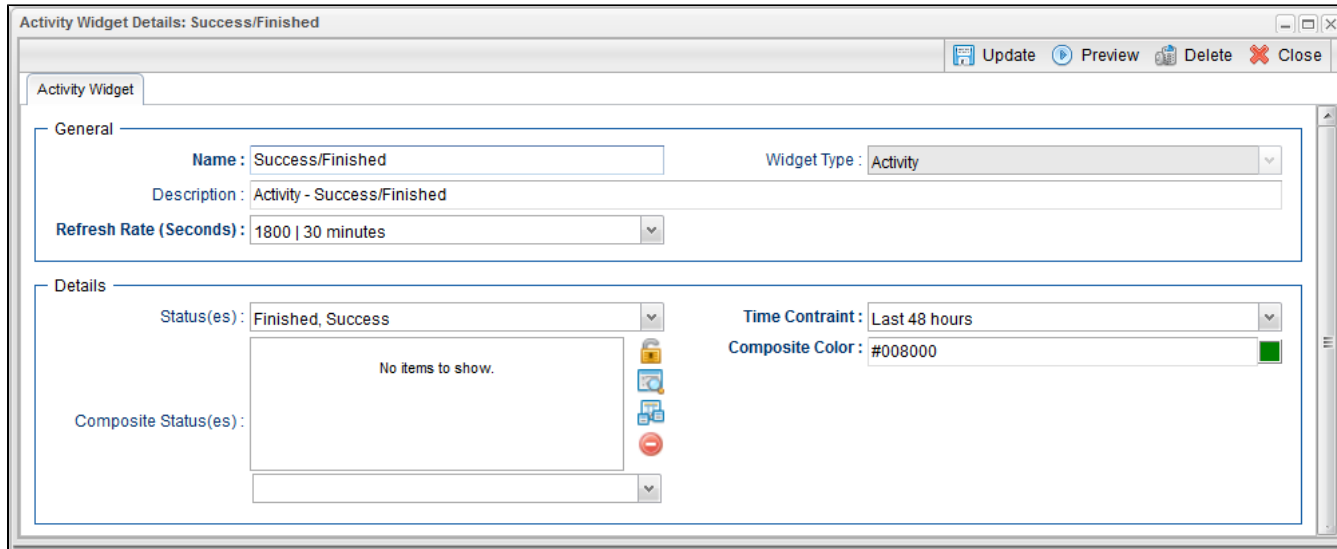 Activity Widget Details: Success/Finished
Update Preview Delete Close
Activity Widget
General
Name : Success/Finished Widget Type : Activity
Description : Activity - Success/Finished
Refresh Rate (Seconds) : 1800 | 30 minutes
Details
Status(es) : Finished, Success Time Contraint : Last 48 hours
Composite Color : #008000
No items to show.
Composite Status(es) :